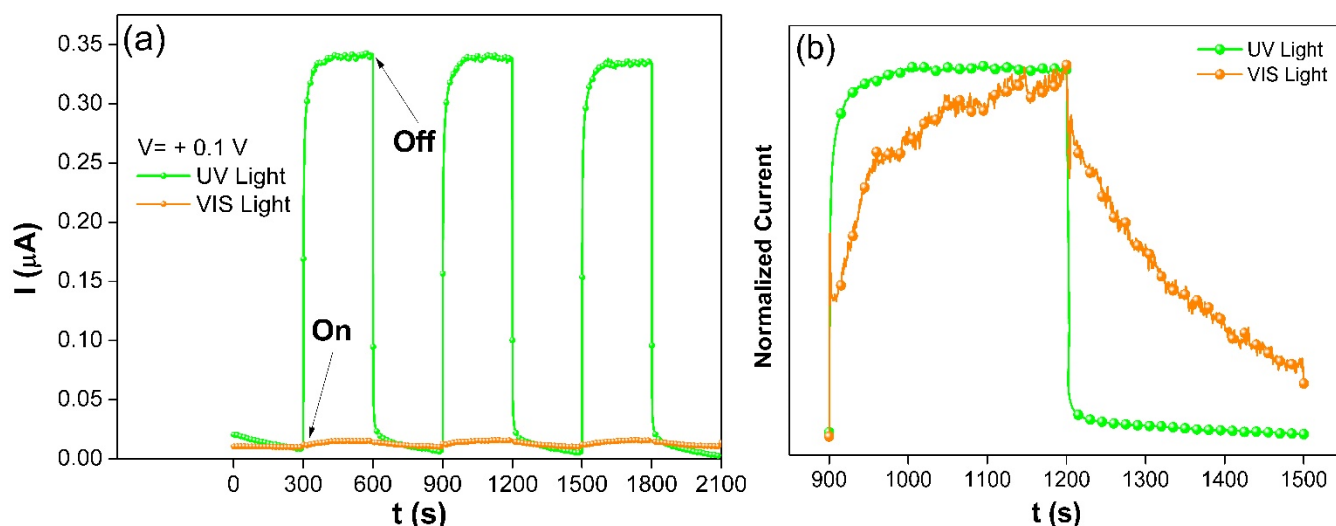 (a)
0.35
0.30
0.25
0.20
0.15
0.10
0.05
0.00
I (μA)
V= + 0.1 V
UV Light
VIS Light
Off
On
0 300 600 900 1200 1500 1800 2100
t (s)
(b)
UV Light
VIS Light
Normalized Current
900 1000 1100 1200 1300 1400 1500
t (s)